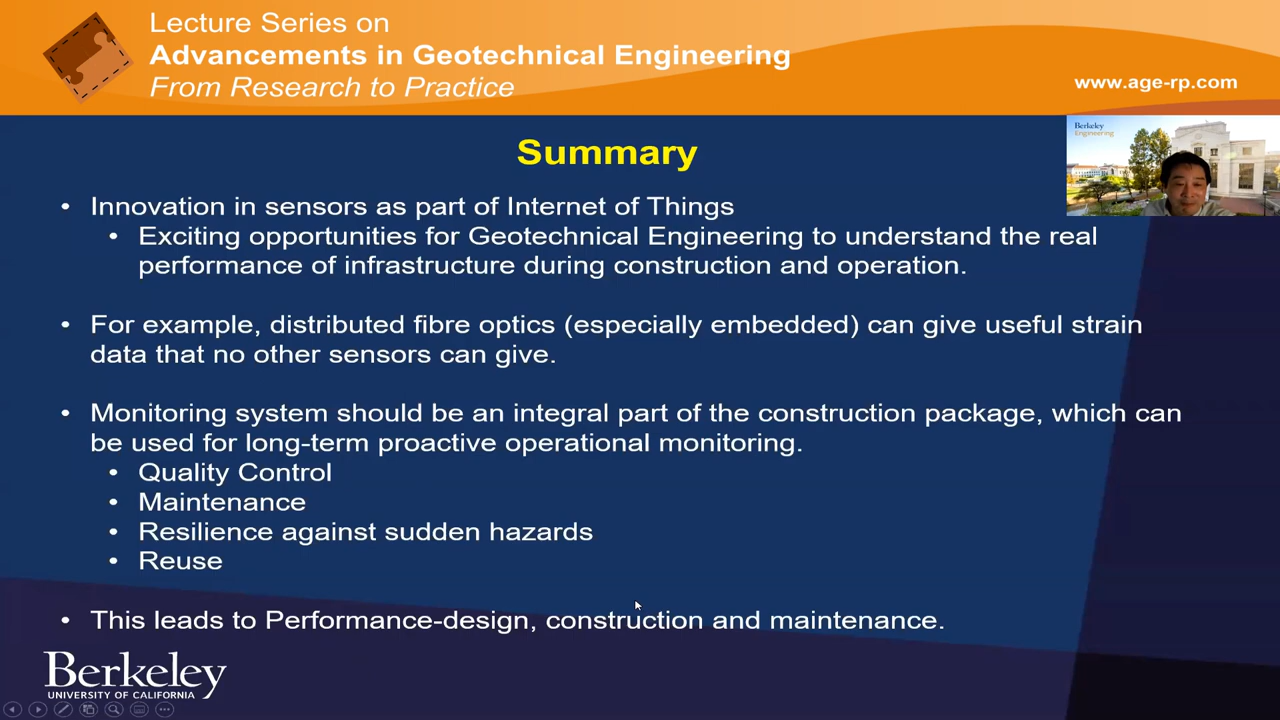 Lecture Series on
Advancements in Geotechnical Engineering
From Research to Practice
www.age-rp.com
Berkeley
Engineering
Summary
• Innovation in sensors as part of Internet of Things
• Exciting opportunities for Geotechnical Engineering to understand the real
performance of infrastructure during construction and operation.
• For example, distributed fibre optics (especially embedded) can give useful strain
data that no other sensors can give.
• Monitoring system should be an integral part of the construction package, which can
be used for long-term proactive operational monitoring.
• Quality Control
• Maintenance
• Resilience against sudden hazards
• Reuse
• This leads to Performance-design, construction and maintenance.
Berkeley
UNIVERSITY OF CALIFORNIA